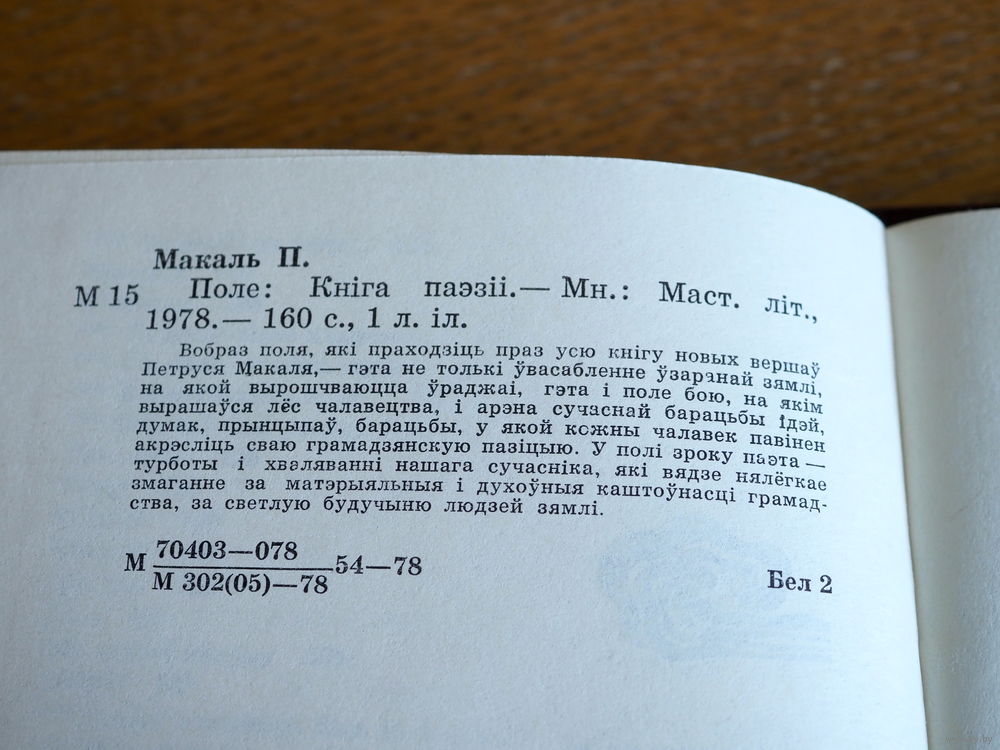 Макаль П.
М 15 Поле: Кніга паэзіі.— Мн.: Маст. літ.,
1978.— 160 с., 1 л. іл.
Вобраз поля, які праходзіць праз усю кнігу новых вершаў
Петруся Макаля,— гэта не толькі ўвасабленне ўзаранай зямлі,
на якой вырошчваюцца ўраджаі, гэта і поле бою, на якім
вырашаўся лёс чалавецтва, і арэна сучаснай барацьбы ідэй,
думак, прынцыпаў, барацьбы, у якой кожны чалавек павінен
акрэсліць сваю грамадзянскую пазіцыю. У полі зроку паэта —
турботы і хваляванні нашага сучасніка, які вядзе нялёгкае
змаганне за матэрыяльныя і духоўныя каштоўнасці грамад-
ства, за светлую будучыню людзей зямлі.
М 70403—078
М 302(05)—78 54—78
Бел 2